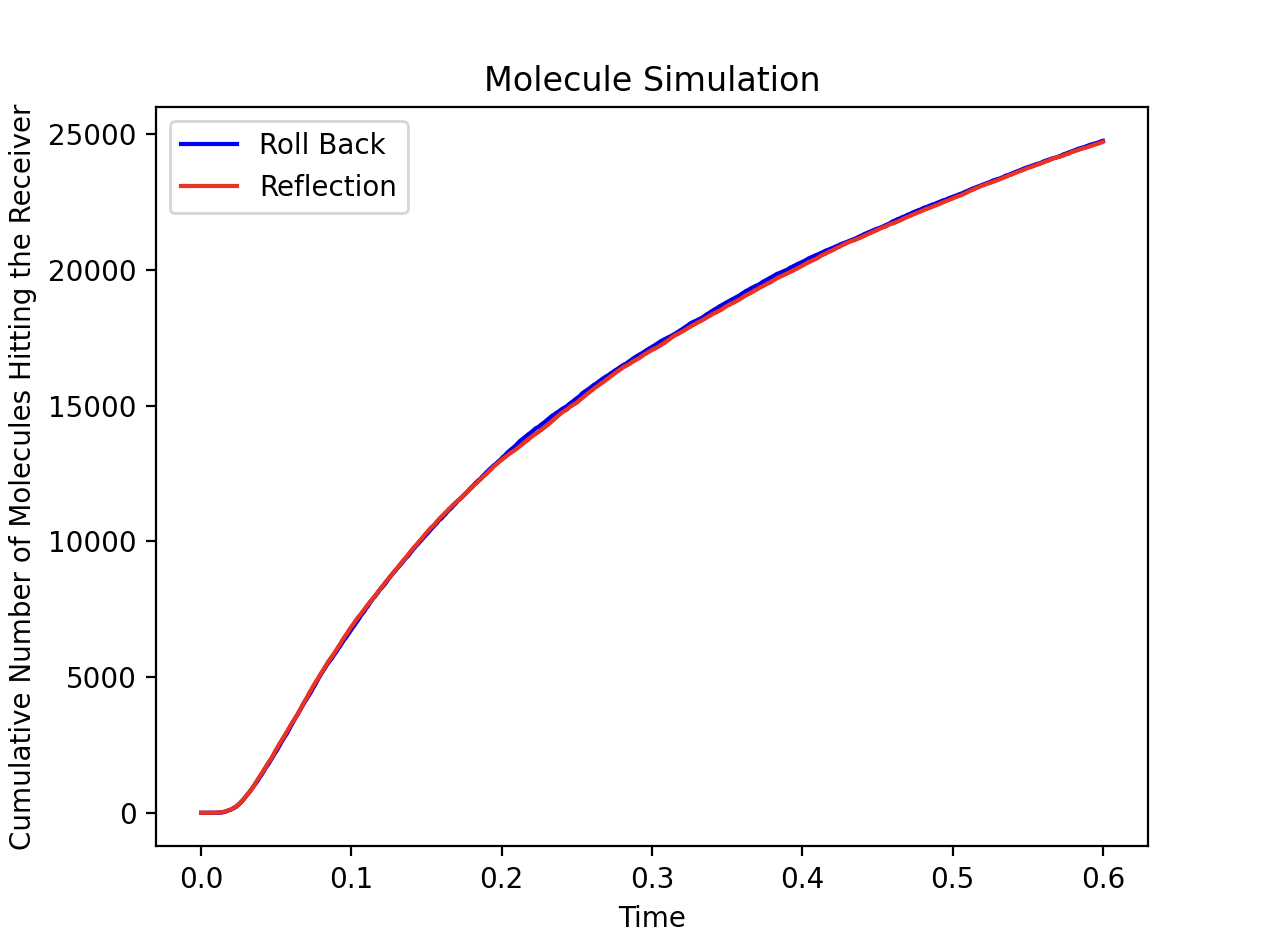 Molecule Simulation
Roll Back
Reflection
Cumulative Number of Molecules Hitting the Receiver
25000
20000
15000
10000
5000
0
0.0 0.1 0.2 0.3 0.4 0.5 0.6
Time